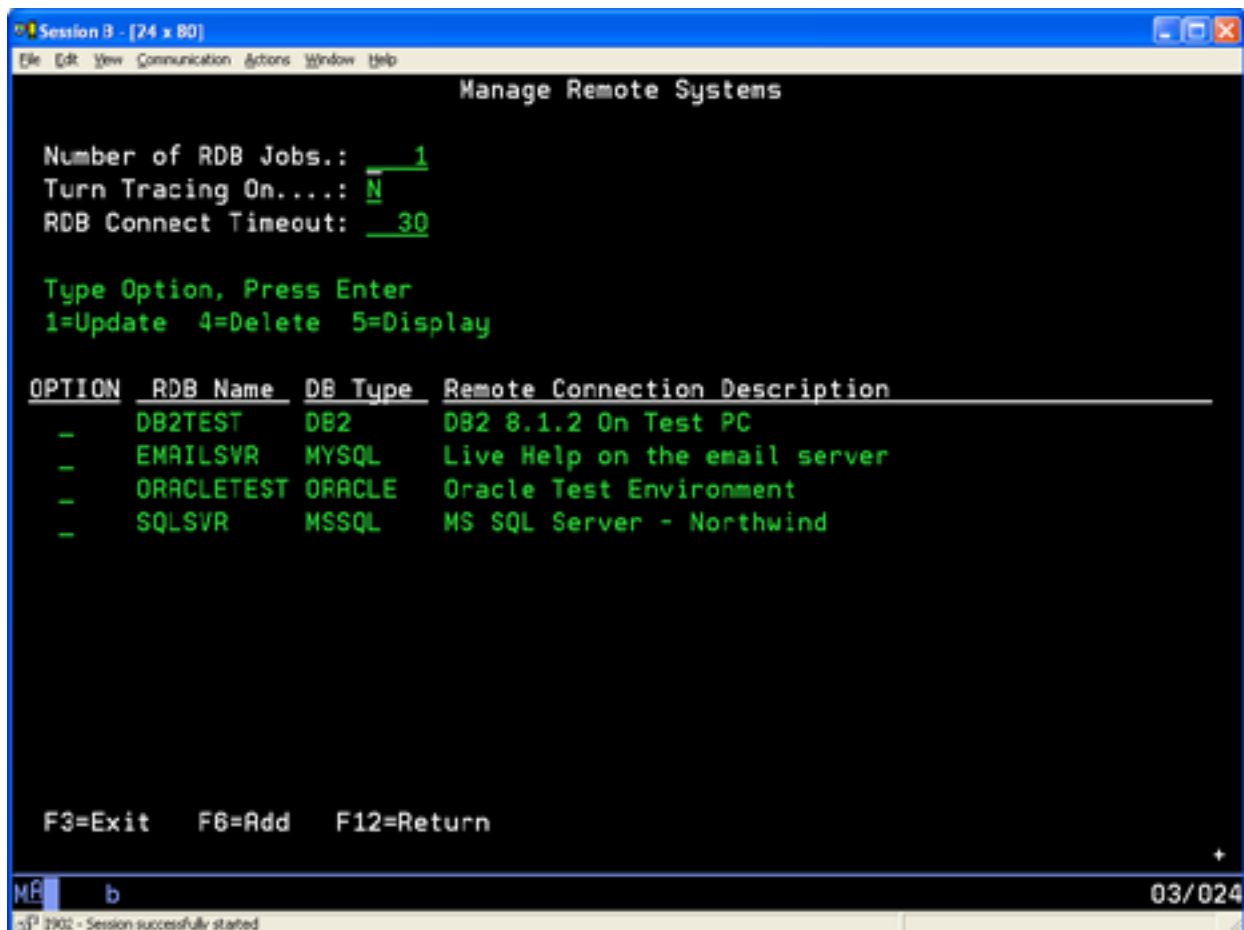 Session B - [24 x 80]
File Edit View Communication Actions Window Help
Manage Remote Systems
Number of RDB Jobs.: 1
Turn Tracing On....: N
RDB Connect Timeout: 30
Type Option, Press Enter
1=Update 4=Delete 5=Display
OPTION RDB Name DB Type Remote Connection Description
_ DB2TEST DB2 DB2 8.1.2 On Test PC
_ EMAILSVR MYSQL Live Help on the email server
_ ORACLETEST ORACLE Oracle Test Environment
_ SQLSVR MSSQL MS SQL Server - Northwind
F3=Exit F6=Add F12=Return
+
MA b 03/024
I902 - Session successfully started